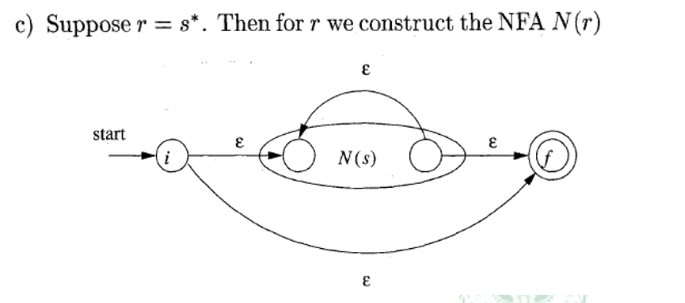 c) Suppose r = s*. Then for r we construct the NFA N(r)
ε
start
i
ε
N(s)
ε
f
ε